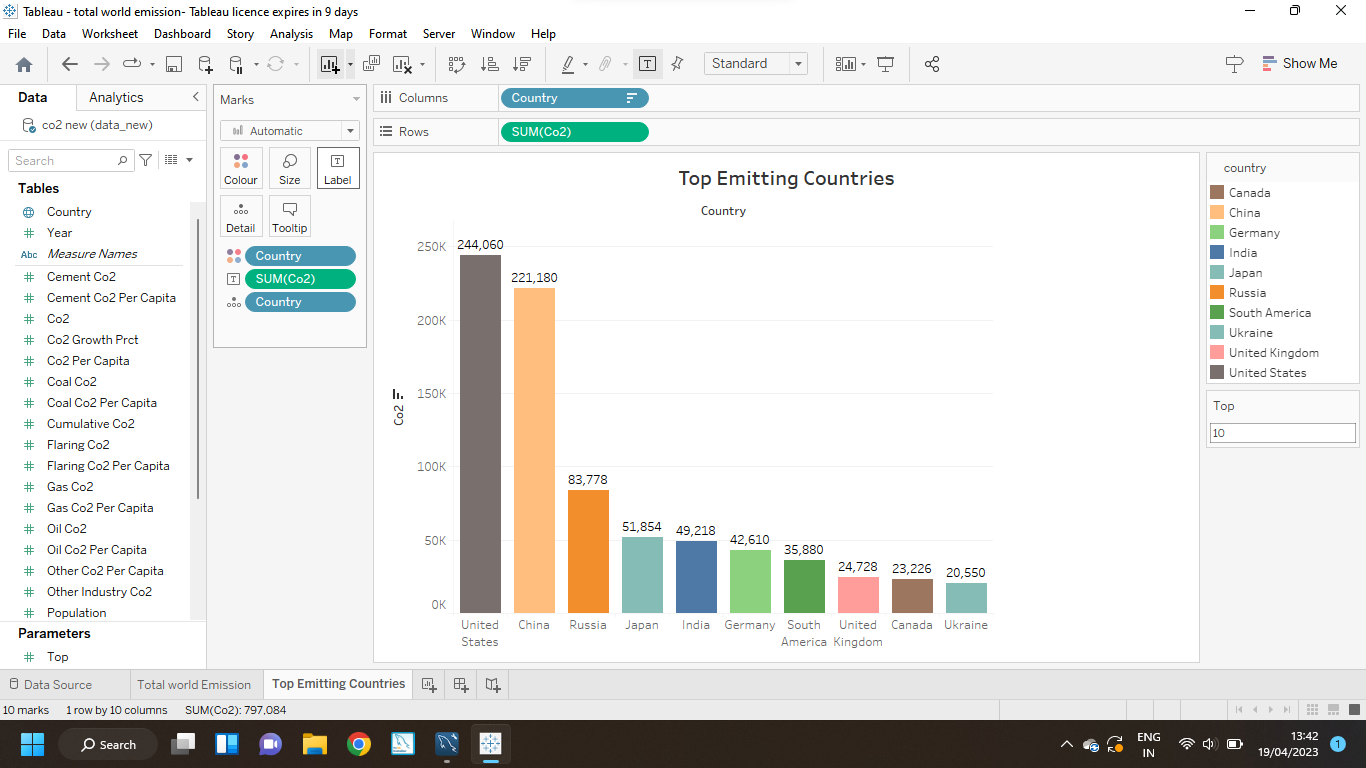 Tableau - total world emission- Tableau licence expires in 9 days
File Data Worksheet Dashboard Story Analysis Map Format Server Window Help
Standard
Show Me
Data Analytics
co2 new (data_new)
Search
Tables
Country
Year
Abc Measure Names
Cement Co2
Cement Co2 Per Capita
Co2
Co2 Growth Prct
Co2 Per Capita
Coal Co2
Coal Co2 Per Capita
Cumulative Co2
Flaring Co2
Flaring Co2 Per Capita
Gas Co2
Gas Co2 Per Capita
Oil Co2
Oil Co2 Per Capita
Other Co2 Per Capita
Other Industry Co2
Population
Parameters
Top
Marks
Automatic
Colour Size T Label
Detail Tooltip
Country
T SUM(Co2)
Country
Columns Country
Rows SUM(Co2)
Top Emitting Countries
Country
Co2
250K
200K
150K
100K
50K
0K
244,060
221,180
83,778
51,854
49,218
42,610
35,880
24,728
23,226
20,550
United States
China
Russia
Japan
India
Germany
South America
United Kingdom
Canada
Ukraine
country
Canada
China
Germany
India
Japan
Russia
South America
Ukraine
United Kingdom
United States
Top
10
Data Source Total world Emission Top Emitting Countries
10 marks 1 row by 10 columns SUM(Co2): 797,084
Search
ENG
IN
13:42
19/04/2023
1